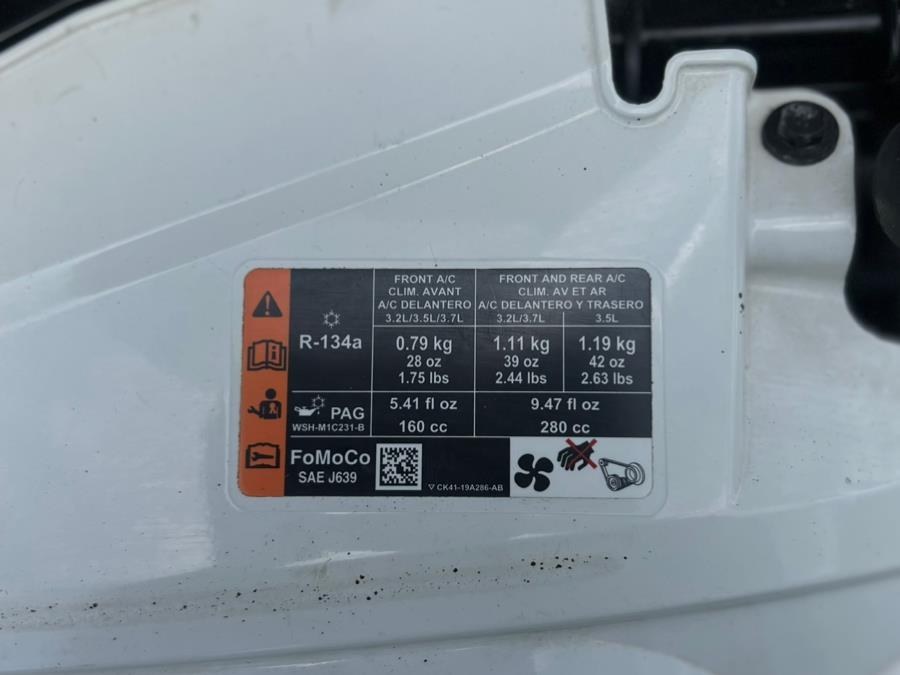 FRONT A/C
CLIM. AVANT
A/C DELANTERO
3.2L/3.5L/3.7L
FRONT AND REAR A/C
CLIM. AV ET AR
A/C DELANTERO Y TRASERO
3.2L/3.7L
3.5L
R-134a
0.79 kg
28 oz
1.75 lbs
1.11 kg
39 oz
2.44 lbs
1.19 kg
42 oz
2.63 lbs
PAG
WSH-M1C231-B
5.41 fl oz
160 cc
9.47 fl oz
280 cc
FoMoCo
SAE J639
CK41-19A286-AB